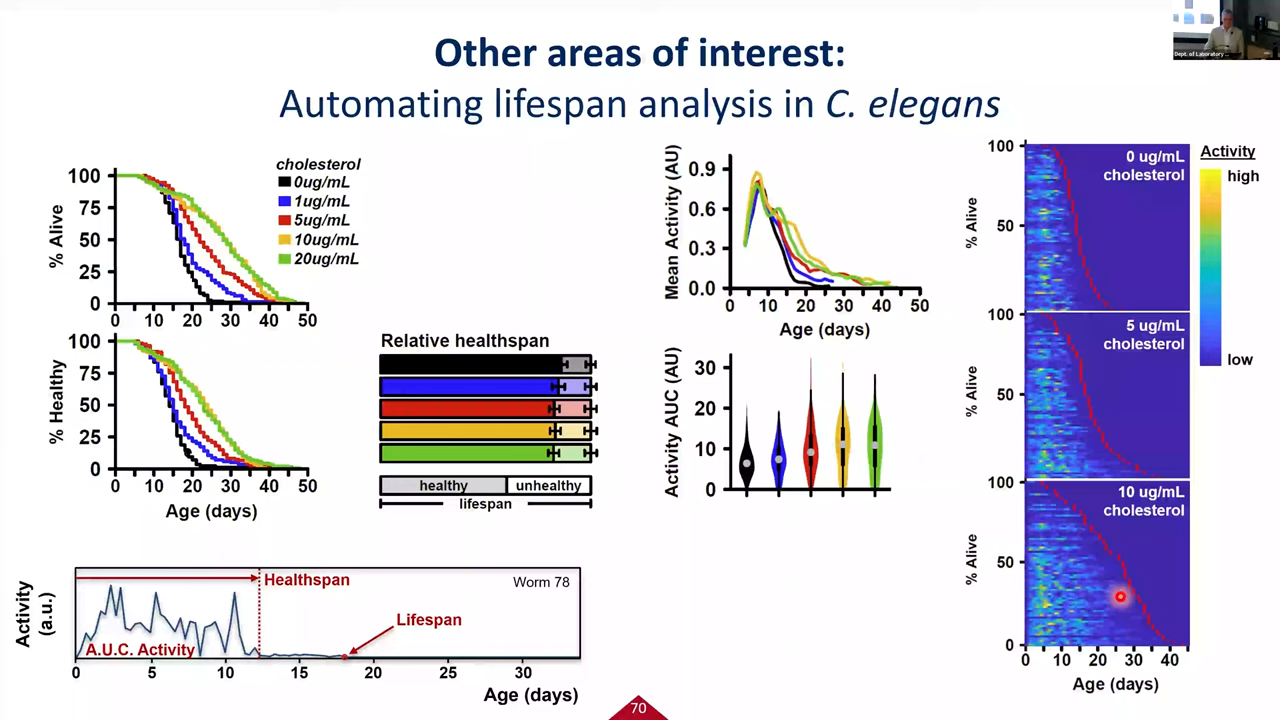 Other areas of interest:
Automating lifespan analysis in C. elegans
Dept. of Laboratory
% Alive
100
75
50
25
0
0 10 20 30 40 50
cholesterol
0ug/mL
1ug/mL
5ug/mL
10ug/mL
20ug/mL
% Healthy
100
75
50
25
0
0 10 20 30 40 50
Age (days)
Relative healthspan
healthy unhealthy
lifespan
Mean Activity (AU)
0.9
0.6
0.3
0.0
0 10 20 30 40 50
Age (days)
Activity AUC (AU)
30
20
10
0
% Alive
100
50
0 ug/mL
cholesterol
% Alive
100
50
5 ug/mL
cholesterol
% Alive
100
50
0
10 ug/mL
cholesterol
0 10 20 30 40
Age (days)
Activity
high
low
Activity
(a.u.)
Healthspan
Worm 78
Lifespan
A.U.C. Activity
0 5 10 15 20 25 30
Age (days)
70